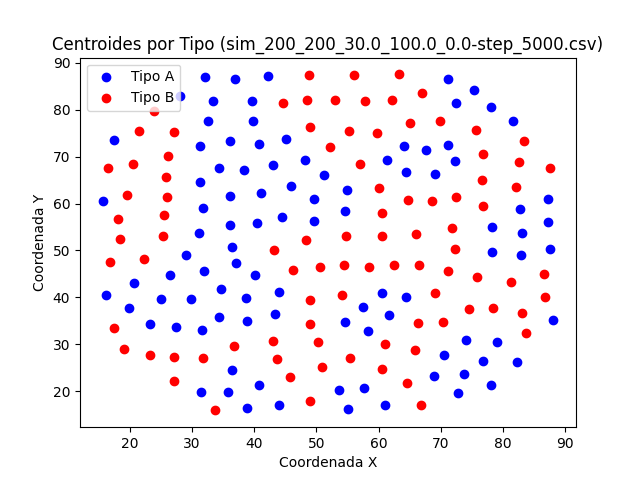 Centroides por Tipo (sim_200_200_30.0_100.0_0.0-step_5000.csv)
Tipo A
Tipo B
90
80
70
60
50
40
30
20
Coordenada Y
20 30 40 50 60 70 80 90
Coordenada X